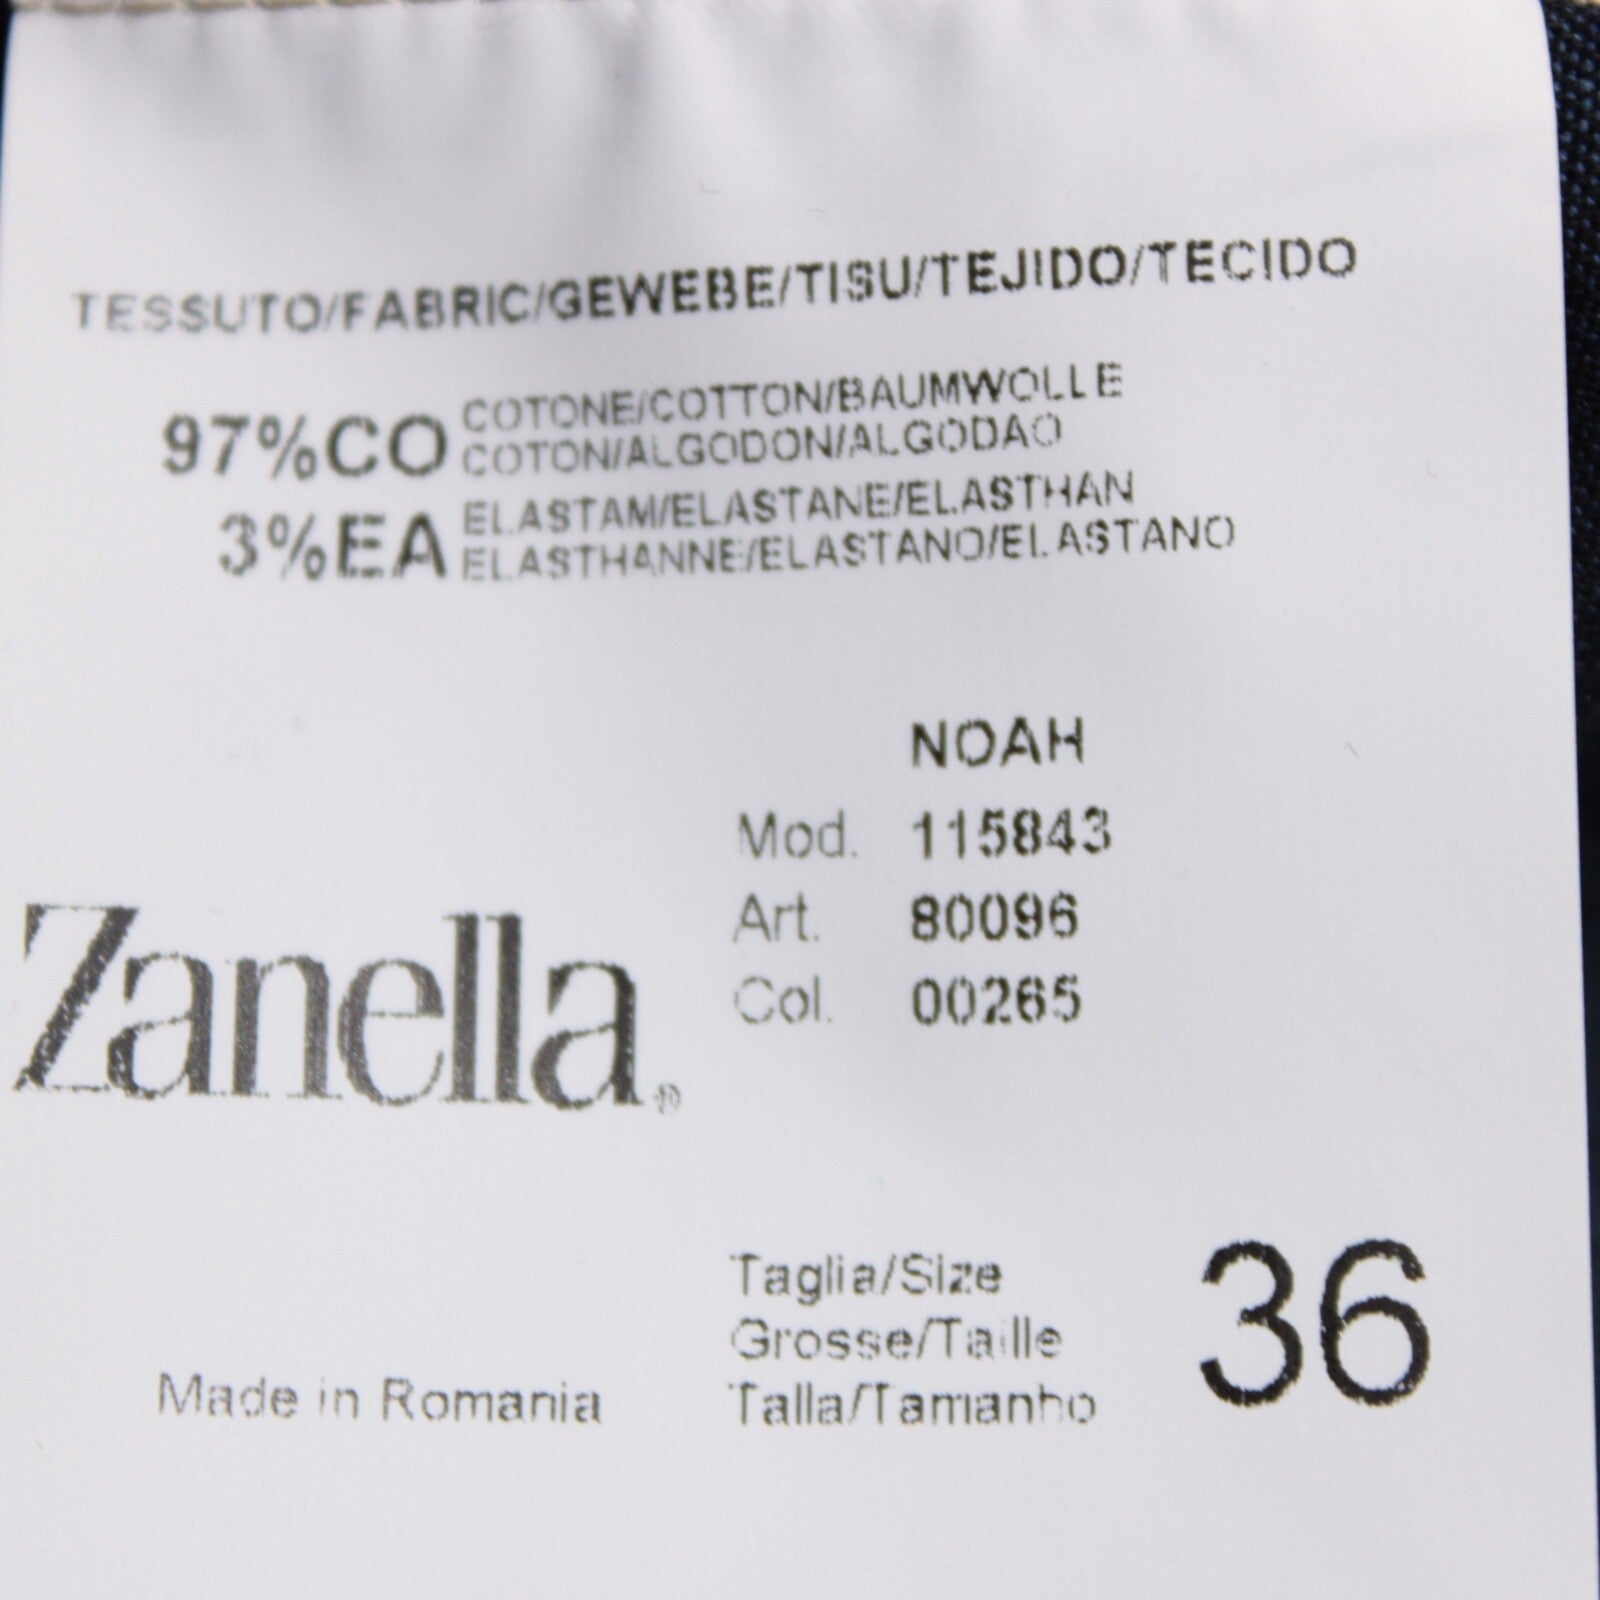 TESSUTO/FABRIC/GEWEBE/TISU/TEJIDO/TECIDO
97%CO COTONE/COTTON/BAUMWOLLE
COTON/ALGODON/ALGODAO
3%EA ELASTAM/ELASTANE/ELASTHAN
ELASTHANNE/ELASTANO/ELASTANO
NOAH
Mod. 115843
Art. 80096
Col. 00265
Zanella®
Taglia/Size
Grosse/Taille
Talla/Tamanho
36
Made in Romania